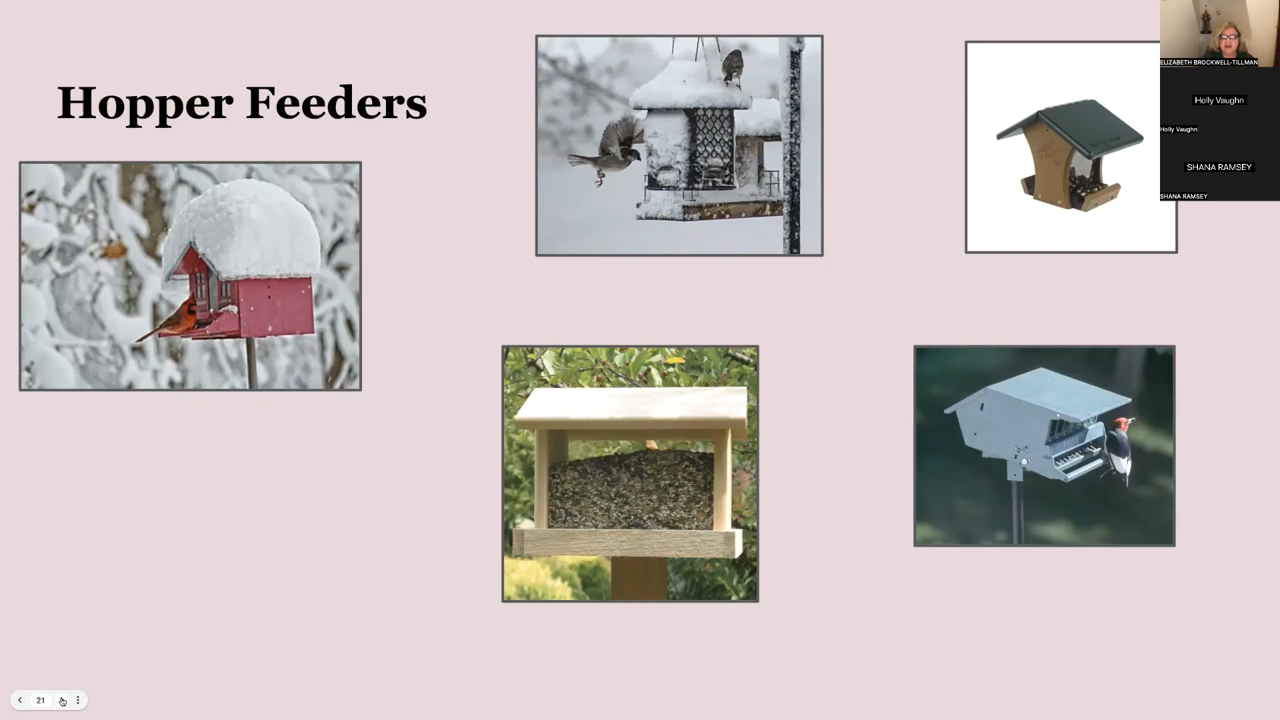 Hopper Feeders
ELIZABETH BROCKWELL-TILLMAN
Holly Vaughn
Holly Vaughn
SHANA RAMSEY
SHANA RAMSEY
21